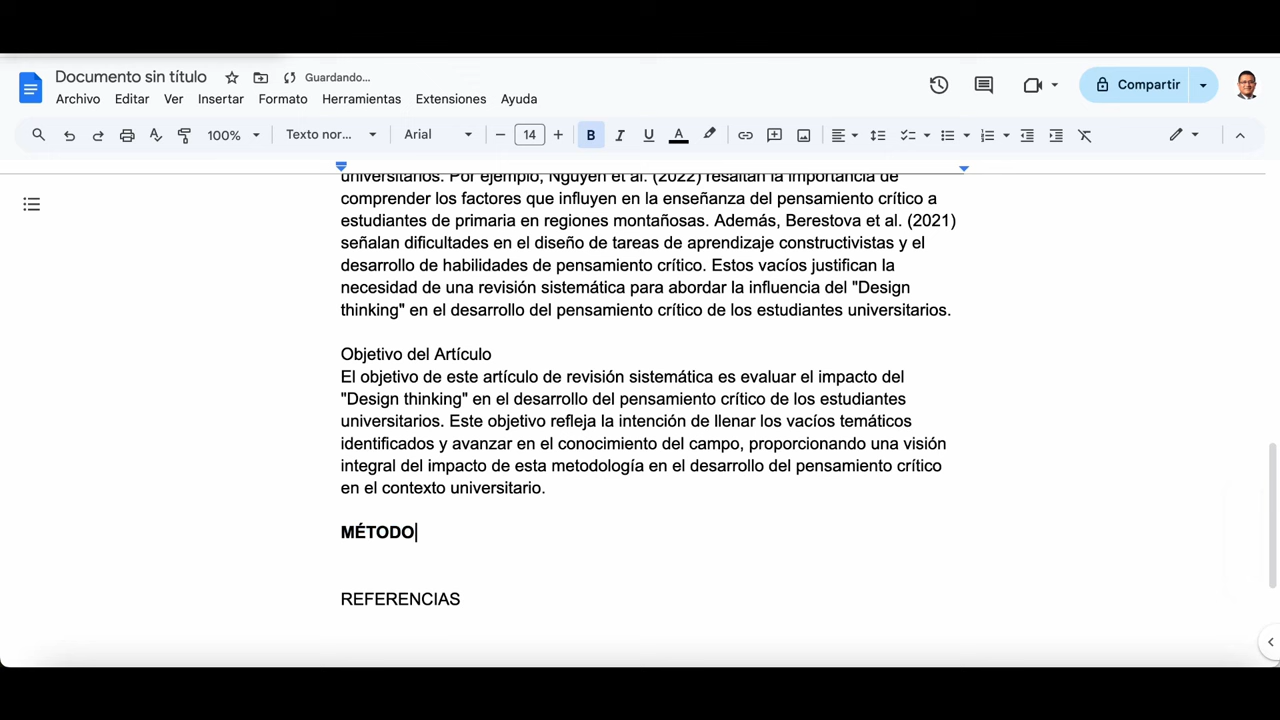 Documento sin título Guardando...
Archivo Editar Ver Insertar Formato Herramientas Extensiones Ayuda
Compartir
100% Texto nor... Arial 14 B I U A
universitarios. Por ejemplo, Nguyen et al. (2022) resaltan la importancia de
comprender los factores que influyen en la enseñanza del pensamiento crítico a
estudiantes de primaria en regiones montañosas. Además, Berestova et al. (2021)
señalan dificultades en el diseño de tareas de aprendizaje constructivistas y el
desarrollo de habilidades de pensamiento crítico. Estos vacíos justifican la
necesidad de una revisión sistemática para abordar la influencia del "Design
thinking" en el desarrollo del pensamiento crítico de los estudiantes universitarios.
Objetivo del Artículo
El objetivo de este artículo de revisión sistemática es evaluar el impacto del
"Design thinking" en el desarrollo del pensamiento crítico de los estudiantes
universitarios. Este objetivo refleja la intención de llenar los vacíos temáticos
identificados y avanzar en el conocimiento del campo, proporcionando una visión
integral del impacto de esta metodología en el desarrollo del pensamiento crítico
en el contexto universitario.
MÉTODO
REFERENCIAS